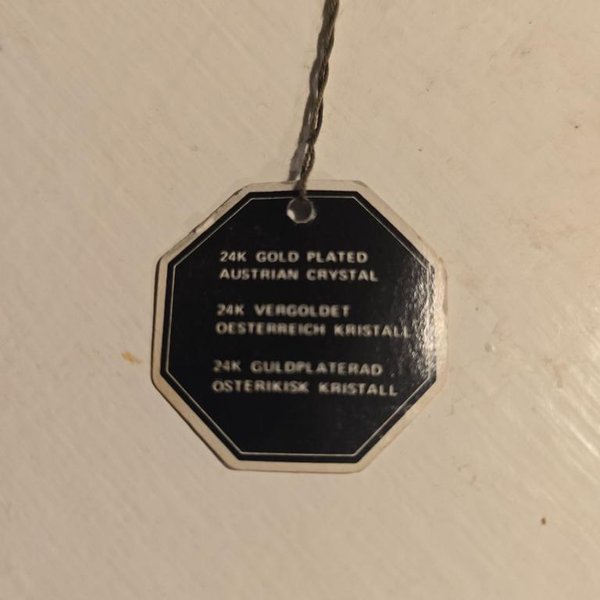 24K GOLD PLATED
AUSTRIAN CRYSTAL
24K VERGOLDET
OESTERREICH KRISTALL
24K GULDPLATERAD
OSTERIKISK KRISTALL